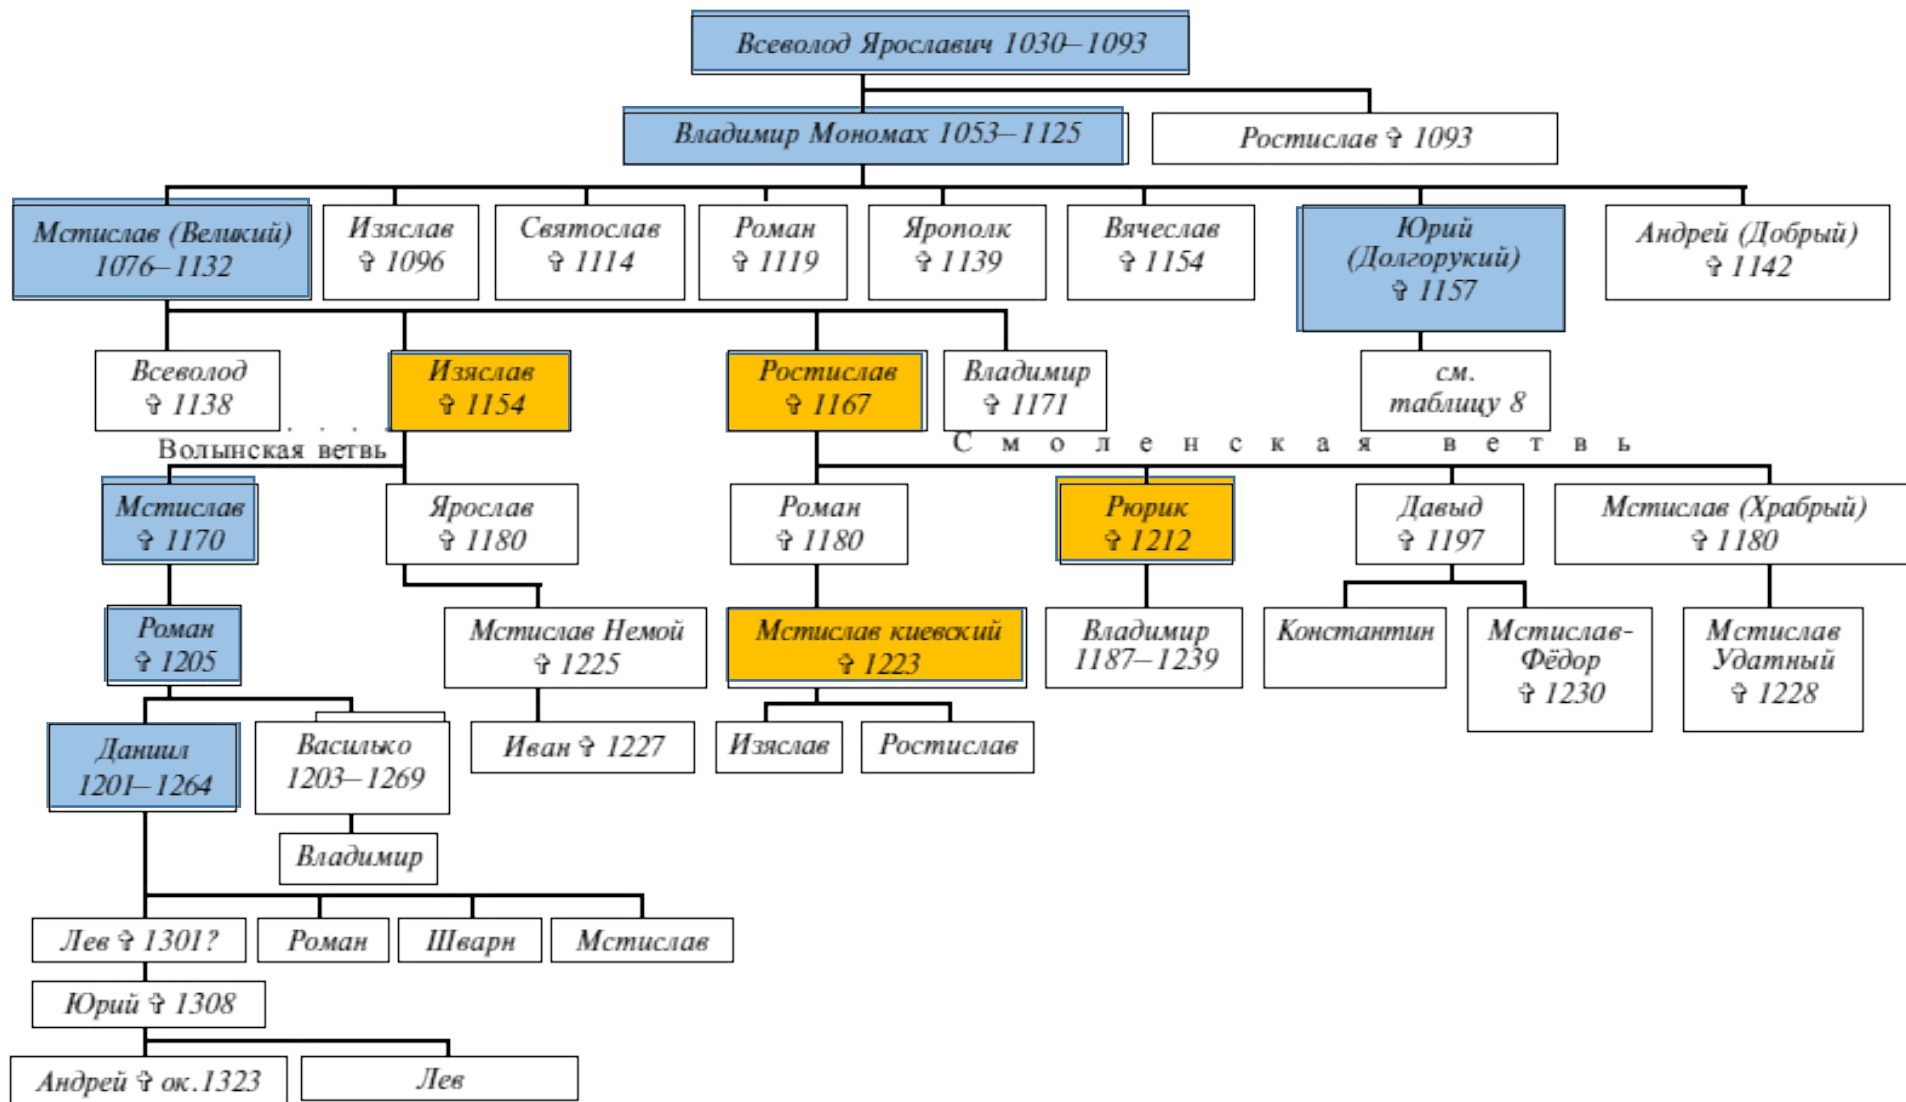 Всеволод Ярославич 1030–1093
Владимир Мономах 1053–1125
Ростислав ✞ 1093
Мстислав (Великий)
1076–1132
Изяслав
✞ 1096
Святослав
✞ 1114
Роман
✞ 1119
Ярополк
✞ 1139
Вячеслав
✞ 1154
Юрий
(Долгорукий)
✞ 1157
Андрей (Добрый)
✞ 1142
Всеволод
✞ 1138
Изяслав
✞ 1154
Ростислав
✞ 1167
Владимир
✞ 1171
см.
таблицу 8
Волынская ветвь
Смоленская ветвь
Мстислав
✞ 1170
Ярослав
✞ 1180
Роман
✞ 1180
Рюрик
✞ 1212
Давыд
✞ 1197
Мстислав (Храбрый)
✞ 1180
Роман
✞ 1205
Мстислав Немой
✞ 1225
Мстислав киевский
✞ 1223
Владимир
1187–1239
Константин
Мстислав-
Фёдор
✞ 1230
Мстислав
Удатный
✞ 1228
Даниил
1201–1264
Василько
1203–1269
Иван ✞ 1227
Изяслав
Ростислав
Владимир
Лев ✞ 1301?
Роман
Шварн
Мстислав
Юрий ✞ 1308
Андрей ✞ ок.1323
Лев